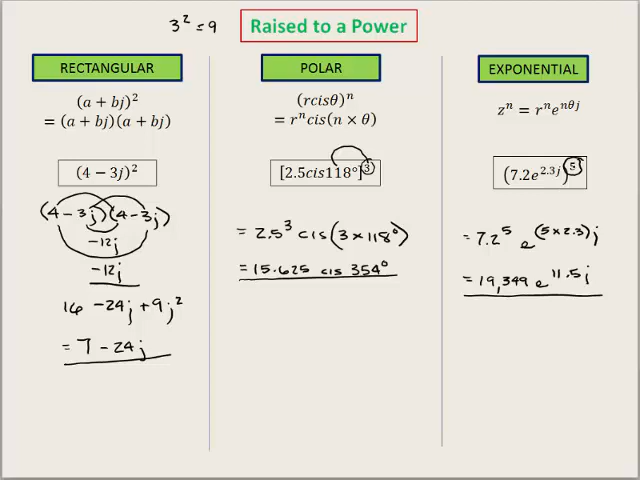 3² = 9
Raised to a Power
RECTANGULAR
(a + bj)²
= (a + bj)(a + bj)
(4 − 3j)²
(4 − 3j)(4 − 3j)
−12j
−12j
16 −24j + 9j²
= 7 − 24j
POLAR
(rcisθ)ⁿ
= rⁿcis(n × θ)
[2.5cis118°]³
= 2.5³ cis (3 × 118°)
= 15.625 cis 354°
EXPONENTIAL
zⁿ = rⁿe^{nθj}
(7.2e^{2.3j})⁵
= 7.2⁵ e^{(5 × 2.3)j}
= 19,349 e^{11.5j}